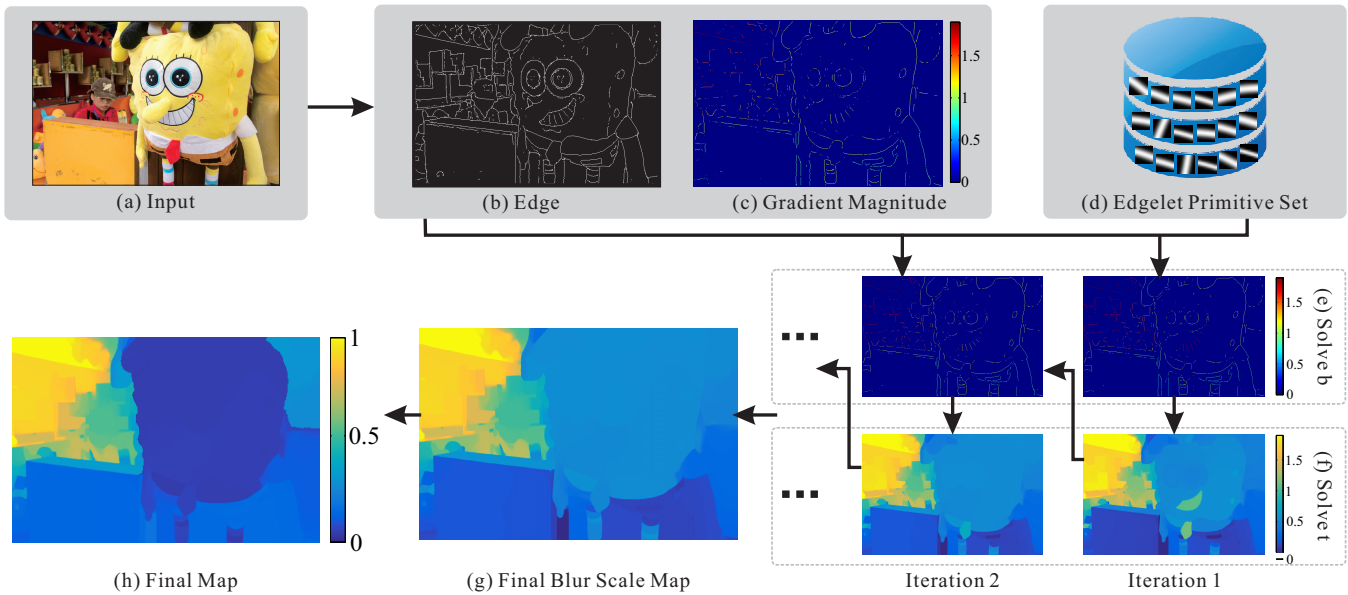 (a) Input
(b) Edge
(c) Gradient Magnitude
1.5
1
0.5
0
(d) Edgelet Primitive Set
1.5
1
0.5
0
(e) Solve b
1.5
1
0.5
0
(f) Solve t
Iteration 2
Iteration 1
(g) Final Blur Scale Map
1
0.5
0
(h) Final Map